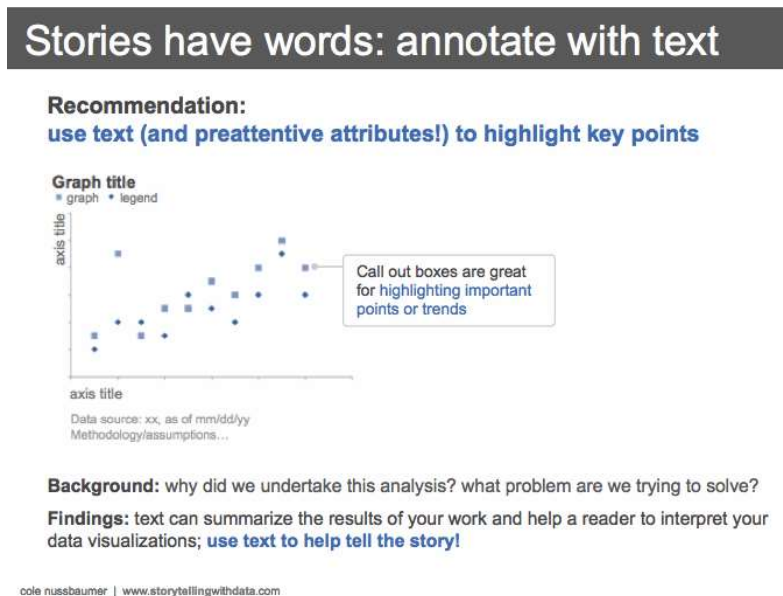 Stories have words: annotate with text
Recommendation:
use text (and preattentive attributes!) to highlight key points
Graph title
graph legend
axis title
Call out boxes are great
for highlighting important
points or trends
axis title
Data source: xx, as of mm/dd/yy
Methodology/assumptions...
Background: why did we undertake this analysis? what problem are we trying to solve?
Findings: text can summarize the results of your work and help a reader to interpret your
data visualizations; use text to help tell the story!
cole nussbaumer | www.storytellingwithdata.com